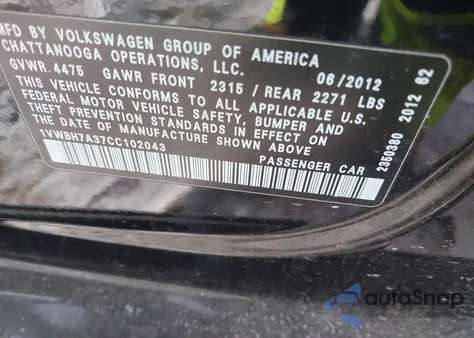 MFD BY VOLKSWAGEN GROUP OF AMERICA
CHATTANOOGA OPERATIONS, LLC. 06/2012
GVWR. 4475 GAWR FRONT 2315 / REAR 2271 LBS
THIS VEHICLE CONFORMS TO ALL APPLICABLE U.S.
FEDERAL MOTOR VEHICLE SAFETY, BUMPER AND
THEFT PREVENTION STANDARDS IN EFFECT ON
THE DATE OF MANUFACTURE SHOWN ABOVE
1VWBH7A37CC102043
PASSENGER CAR
2350380 2012 62
autoSnap